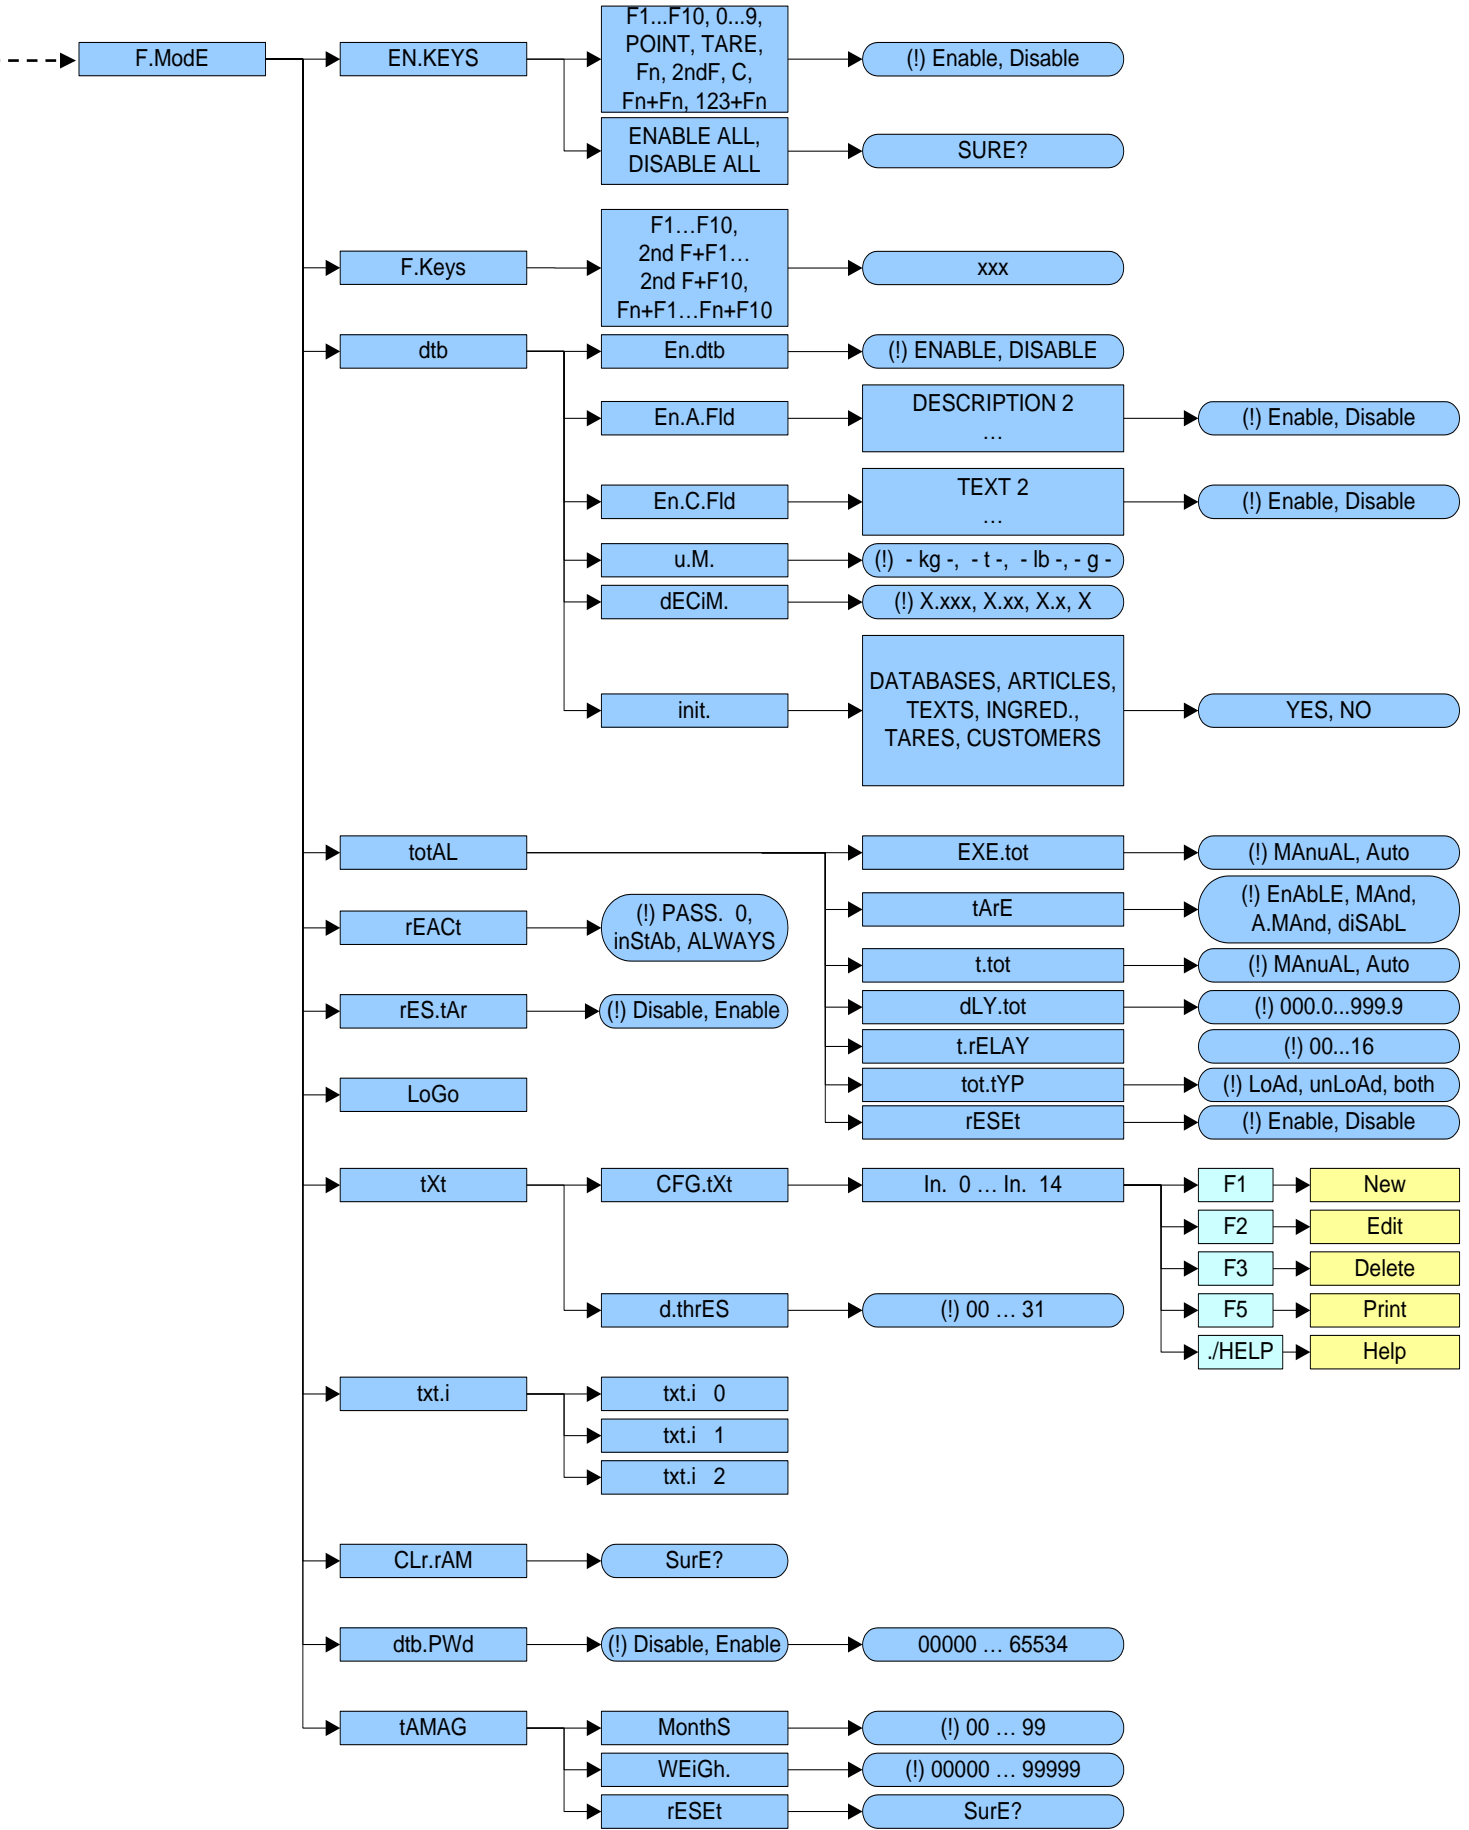 F.ModE
EN.KEYS
F1...F10, 0...9,
POINT, TARE,
Fn, 2ndF, C,
Fn+Fn, 123+Fn
(!) Enable, Disable
ENABLE ALL,
DISABLE ALL
SURE?
F.Keys
F1…F10,
2nd F+F1…
2nd F+F10,
Fn+F1…Fn+F10
xxx
dtb
En.dtb
(!) ENABLE, DISABLE
En.A.Fld
DESCRIPTION 2
…
(!) Enable, Disable
En.C.Fld
TEXT 2
…
(!) Enable, Disable
u.M.
(!)  - kg -,  - t -,  - lb -, - g -
dECiM.
(!) X.xxx, X.xx, X.x, X
init.
DATABASES, ARTICLES,
TEXTS, INGRED.,
TARES, CUSTOMERS
YES, NO
totAL
EXE.tot
(!) MAnuAL, Auto
tArE
(!) EnAbLE, MAnd,
A.MAnd, diSAbL
t.tot
(!) MAnuAL, Auto
dLY.tot
(!) 000.0...999.9
t.rELAY
(!) 00...16
tot.tYP
(!) LoAd, unLoAd, both
rESEt
(!) Enable, Disable
rEACt
(!) PASS.  0,
inStAb, ALWAYS
rES.tAr
(!) Disable, Enable
LoGo
tXt
CFG.tXt
In.  0 … In.  14
F1
New
F2
Edit
F3
Delete
F5
Print
./HELP
Help
d.thrES
(!) 00 … 31
txt.i
txt.i   0
txt.i   1
txt.i   2
CLr.rAM
SurE?
dtb.PWd
(!) Disable, Enable
00000 … 65534
tAMAG
MonthS
(!) 00 … 99
WEiGh.
(!) 00000 … 99999
rESEt
SurE?